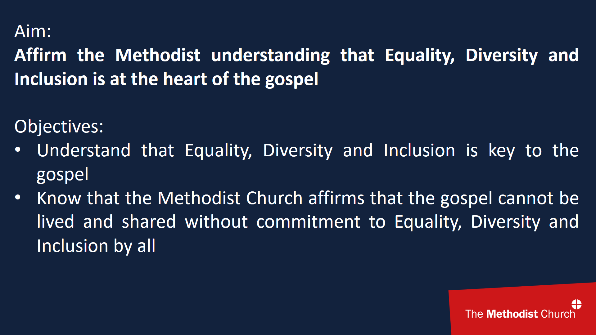 Aim:
Affirm the Methodist understanding that Equality, Diversity and
Inclusion is at the heart of the gospel
Objectives:
• Understand that Equality, Diversity and Inclusion is key to the
gospel
• Know that the Methodist Church affirms that the gospel cannot be
lived and shared without commitment to Equality, Diversity and
Inclusion by all
The Methodist Church